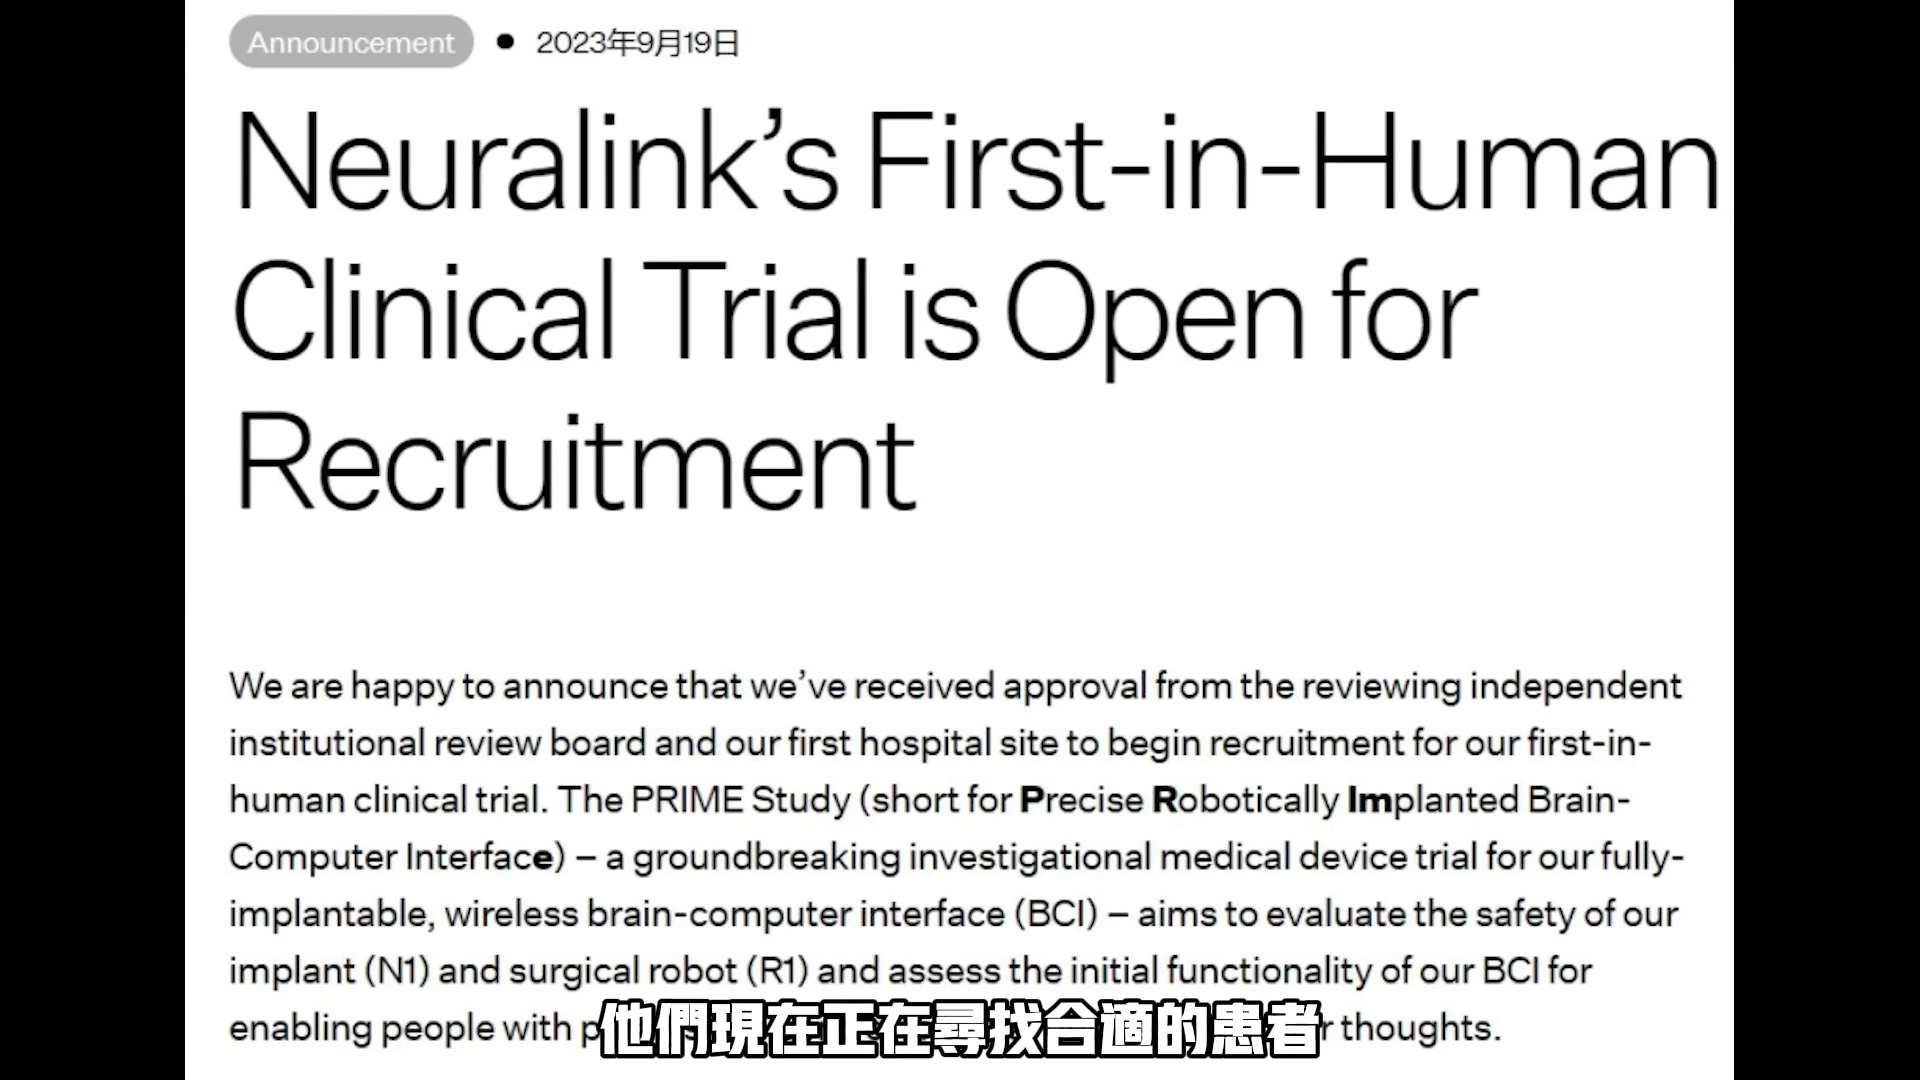 Announcement • 2023年9月19日
Neuralink’s First-in-Human
Clinical Trial is Open for
Recruitment
We are happy to announce that we’ve received approval from the reviewing independent
institutional review board and our first hospital site to begin recruitment for our first-in-
human clinical trial. The PRIME Study (short for Precise Robotically Implanted Brain-
Computer Interface) – a groundbreaking investigational medical device trial for our fully-
implantable, wireless brain-computer interface (BCI) – aims to evaluate the safety of our
implant (N1) and surgical robot (R1) and assess the initial functionality of our BCI for
enabling people with thoughts.
他們現在正在尋找合適的患者